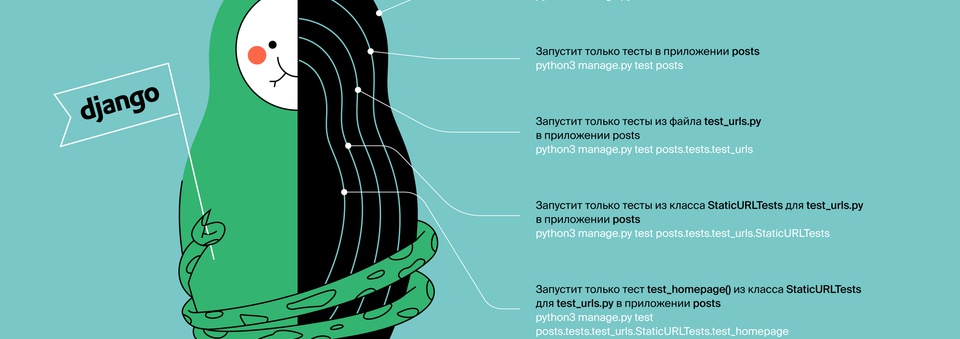 django
Запустит только тесты в приложении posts
python3 manage.py test posts
Запустит только тесты из файла test_urls.py
в приложении posts
python3 manage.py test posts.tests.test_urls
Запустит только тесты из класса StaticURLTests для test_urls.py
в приложении posts
python3 manage.py test posts.tests.test_urls.StaticURLTests
Запустит только тест test_homepage() из класса StaticURLTests
для test_urls.py в приложении posts
python3 manage.py test
posts.tests.test_urls.StaticURLTests.test_homepage